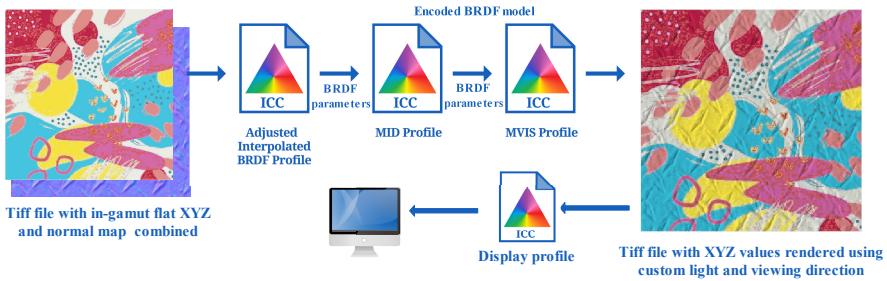 Encoded BRDF model
ICC
ICC
ICC
BRDF
parameters
BRDF
parameters
Adjusted
Interpolated
BRDF Profile
MID Profile
MVIS Profile
Tiff file with in-gamut flat XYZ
and normal map combined
ICC
Display profile
Tiff file with XYZ values rendered using
custom light and viewing direction